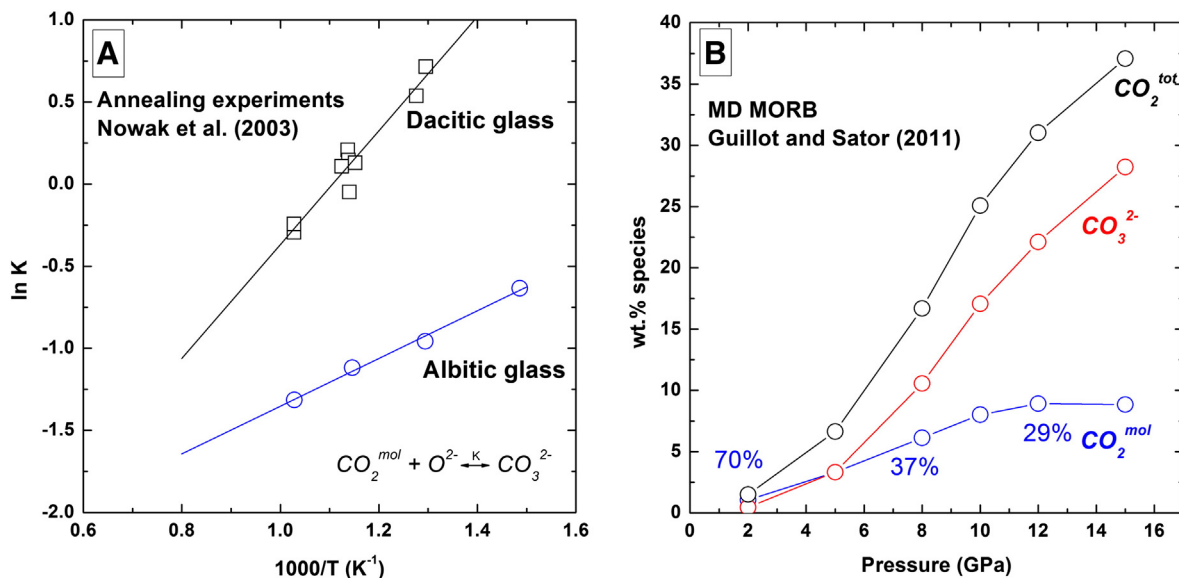 A
Annealing experiments
Nowak et al. (2003)
Dacitic glass
Albitic glass
CO₂ᵐᵒˡ + O²⁻ ⟷ᴷ CO₃²⁻
ln K
1.0
0.5
0.0
-0.5
-1.0
-1.5
-2.0
0.6
0.8
1.0
1.2
1.4
1.6
1000/T (K⁻¹)
B
MD MORB
Guillot and Sator (2011)
CO₂ᵗᵒᵗ
CO₃²⁻
CO₂ᵐᵒˡ
70%
37%
29%
wt.% species
40
35
30
25
20
15
10
5
0
0
2
4
6
8
10
12
14
16
Pressure (GPa)